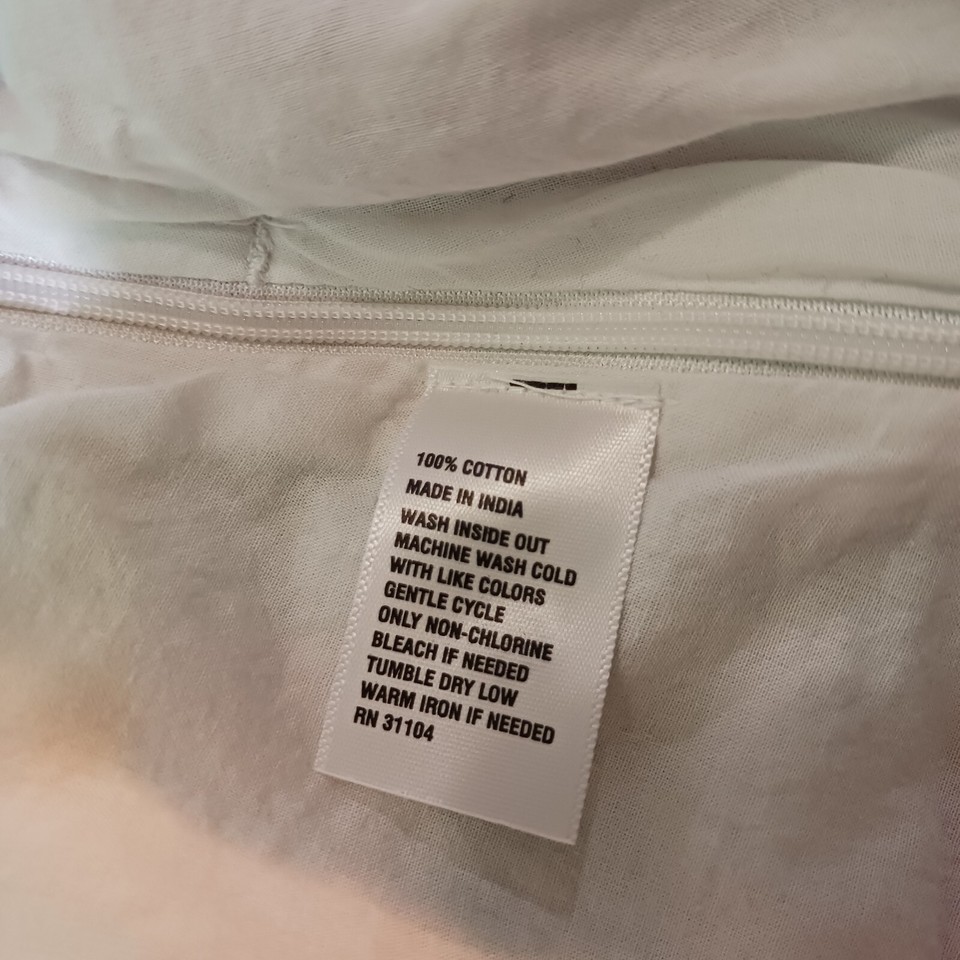 100% COTTON
MADE IN INDIA
WASH INSIDE OUT
MACHINE WASH COLD
WITH LIKE COLORS
GENTLE CYCLE
ONLY NON-CHLORINE
BLEACH IF NEEDED
TUMBLE DRY LOW
WARM IRON IF NEEDED
RN 31104